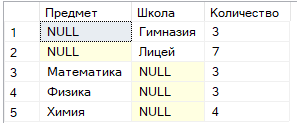 Предмет Школа Количество
1 NULL Гимназия 3
2 NULL Лицей 7
3 Математика NULL 3
4 Физика NULL 3
5 Химия NULL 4